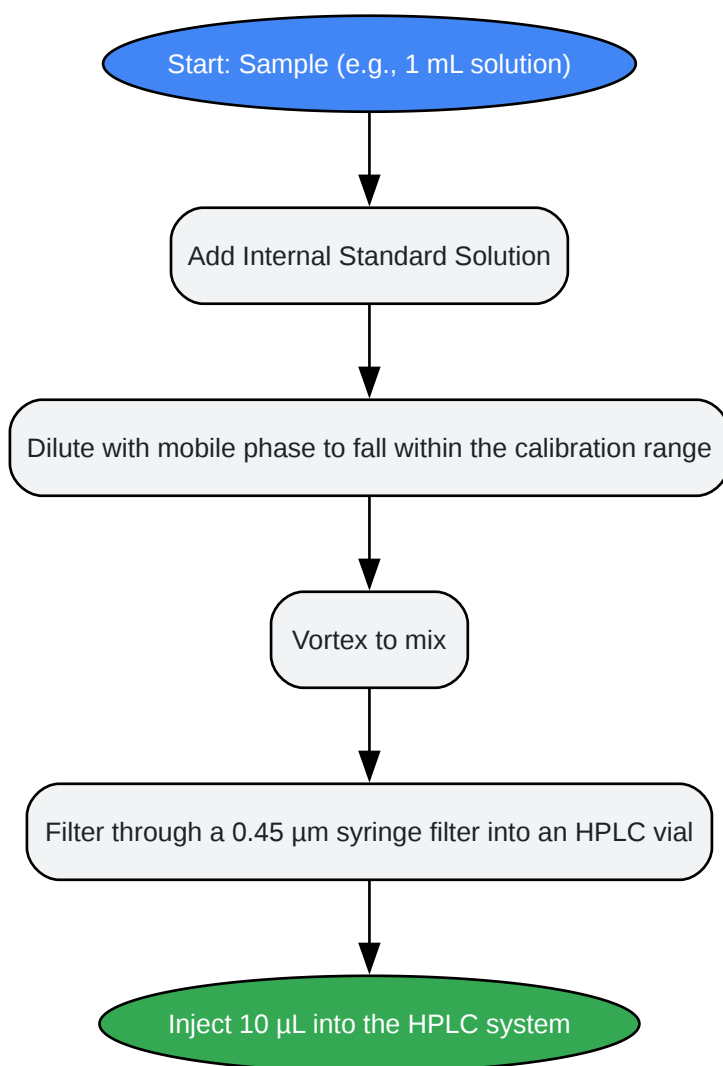 Start: Sample (e.g., 1 mL solution)
Add Internal Standard Solution
Dilute with mobile phase to fall within the calibration range
Vortex to mix
Filter through a 0.45 µm syringe filter into an HPLC vial
Inject 10 µL into the HPLC system